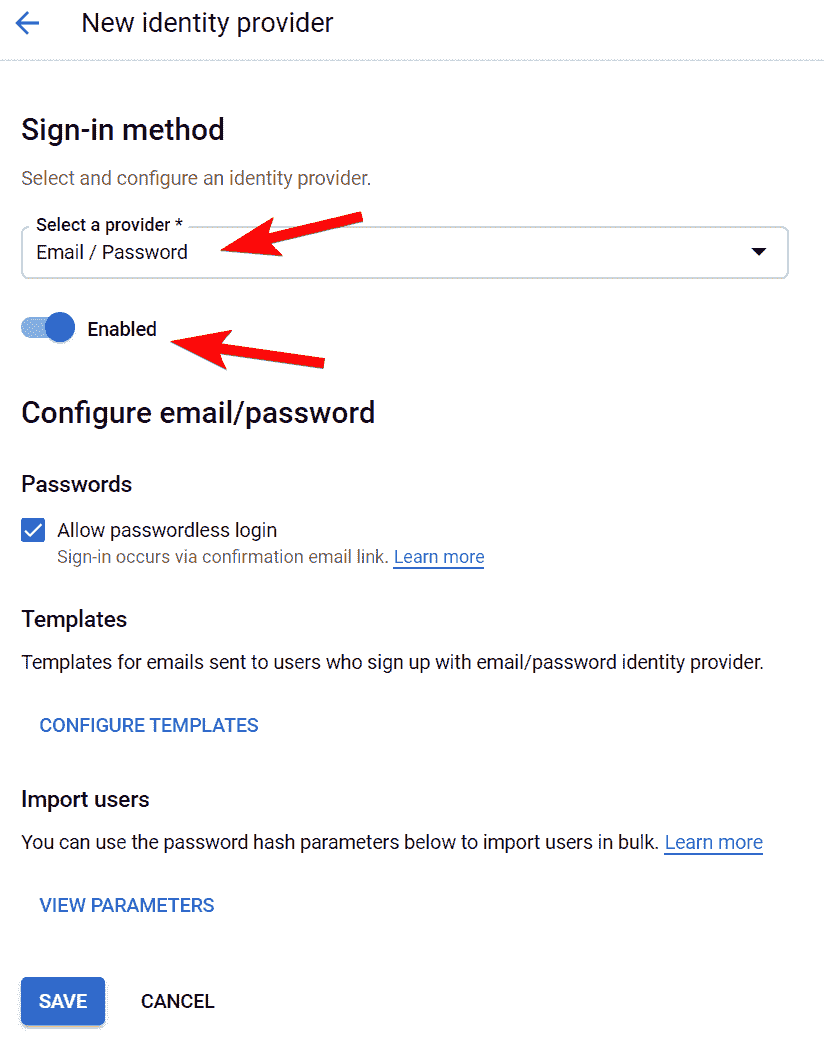 New identity provider
Sign-in method
Select and configure an identity provider.
Select a provider *
Email / Password
Enabled
Configure email/password
Passwords
Allow passwordless login
Sign-in occurs via confirmation email link. Learn more
Templates
Templates for emails sent to users who sign up with email/password identity provider.
CONFIGURE TEMPLATES
Import users
You can use the password hash parameters below to import users in bulk. Learn more
VIEW PARAMETERS
SAVE CANCEL